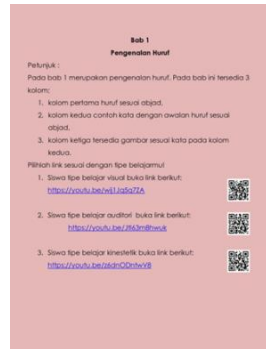 Bab 1
Pengenalan Huruf
Petunjuk :
Pada bab 1 merupakan pengenalan huruf. Pada bab ini tersedia 3
kolom;
1. kolom pertama huruf sesuai abjad.
2. kolom kedua contoh kata dengan awalan huruf sesuai
abjad.
3. kolom ketiga tersedia gambar sesuai kata pada kolom
kedua.
Pilihlah link sesuai dengan tipe belajarmu!
1. Siswa tipe belajar visual buka link berikut:
2. Siswa tipe belajar auditori buka link berikut:
3. Siswa tipe belajar kinestetik buka link berikut: